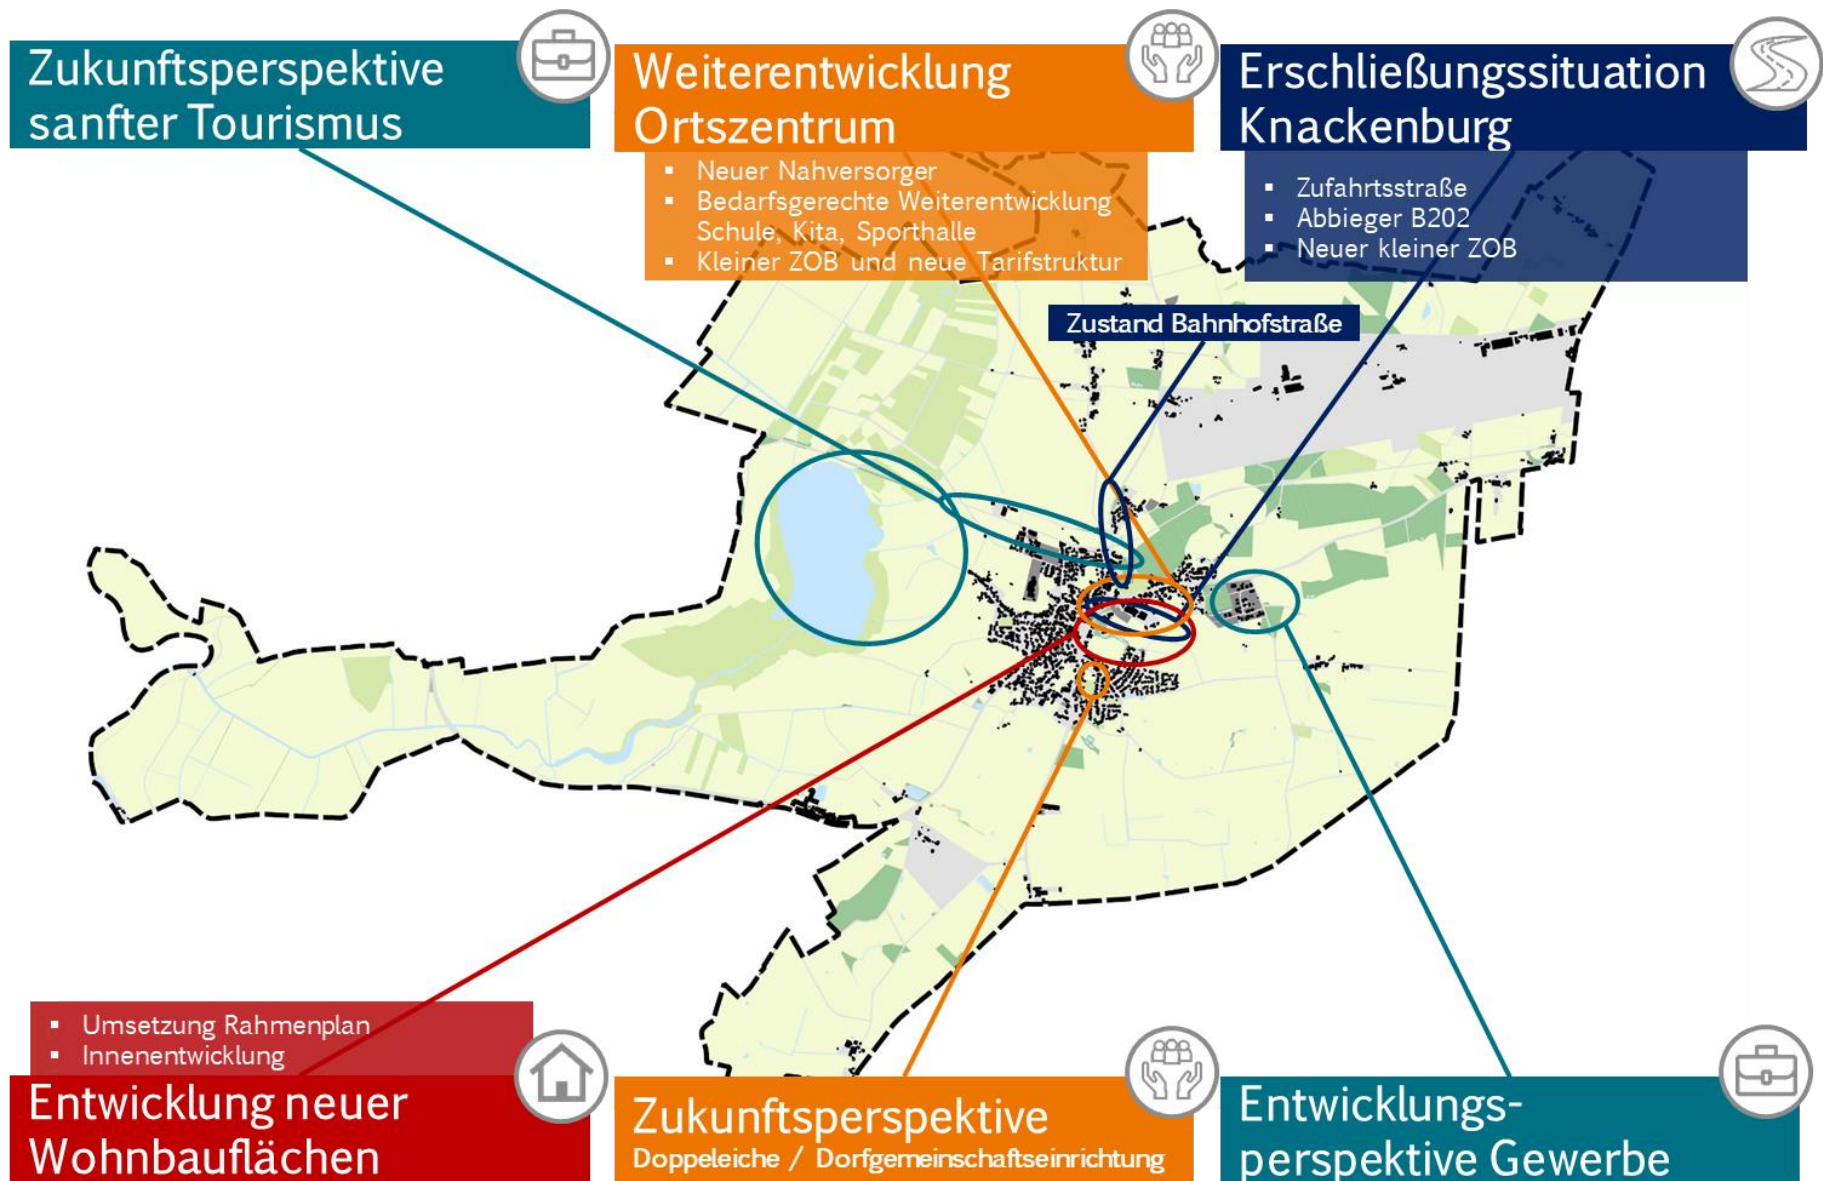 Zukunftsperspektive
sanfter Tourismus
Weiterentwicklung
Ortszentrum
▪ Neuer Nahversorger
▪ Bedarfsgerechte Weiterentwicklung
Schule, Kita, Sporthalle
▪ Kleiner ZOB und neue Tarifstruktur
Erschließungssituation
Knackenburg
▪ Zufahrtsstraße
▪ Abbieger B202
▪ Neuer kleiner ZOB
Zustand Bahnhofstraße
▪ Umsetzung Rahmenplan
▪ Innenentwicklung
Entwicklung neuer
Wohnbauflächen
Zukunftsperspektive
Doppeleiche / Dorfgemeinschaftseinrichtung
Entwicklungs-
perspektive Gewerbe